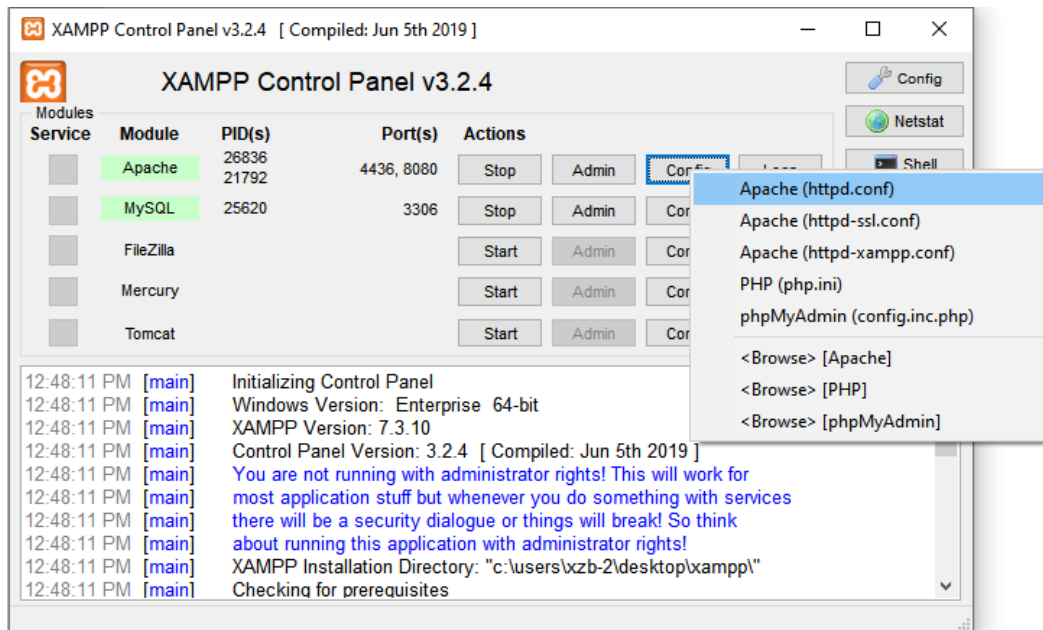 XAMPP Control Panel v3.2.4 [ Compiled: Jun 5th 2019 ]
XAMPP Control Panel v3.2.4
Config
Modules
Service Module PID(s) Port(s) Actions
Netstat
Apache 26836 21792 4436, 8080 Stop Admin Config Logs
Shell
MySQL 25620 3306 Stop Admin
FileZilla Start Admin
Mercury Start Admin
Tomcat Start Admin
Apache (httpd.conf)
Apache (httpd-ssl.conf)
Apache (httpd-xampp.conf)
PHP (php.ini)
phpMyAdmin (config.inc.php)
<Browse> [Apache]
<Browse> [PHP]
<Browse> [phpMyAdmin]
12:48:11 PM [main] Initializing Control Panel
12:48:11 PM [main] Windows Version: Enterprise 64-bit
12:48:11 PM [main] XAMPP Version: 7.3.10
12:48:11 PM [main] Control Panel Version: 3.2.4 [ Compiled: Jun 5th 2019 ]
12:48:11 PM [main] You are not running with administrator rights! This will work for
12:48:11 PM [main] most application stuff but whenever you do something with services
12:48:11 PM [main] there will be a security dialogue or things will break! So think
12:48:11 PM [main] about running this application with administrator rights!
12:48:11 PM [main] XAMPP Installation Directory: "c:\users\xzb-2\desktop\xampp\"
12:48:11 PM [main] Checking for prerequisites